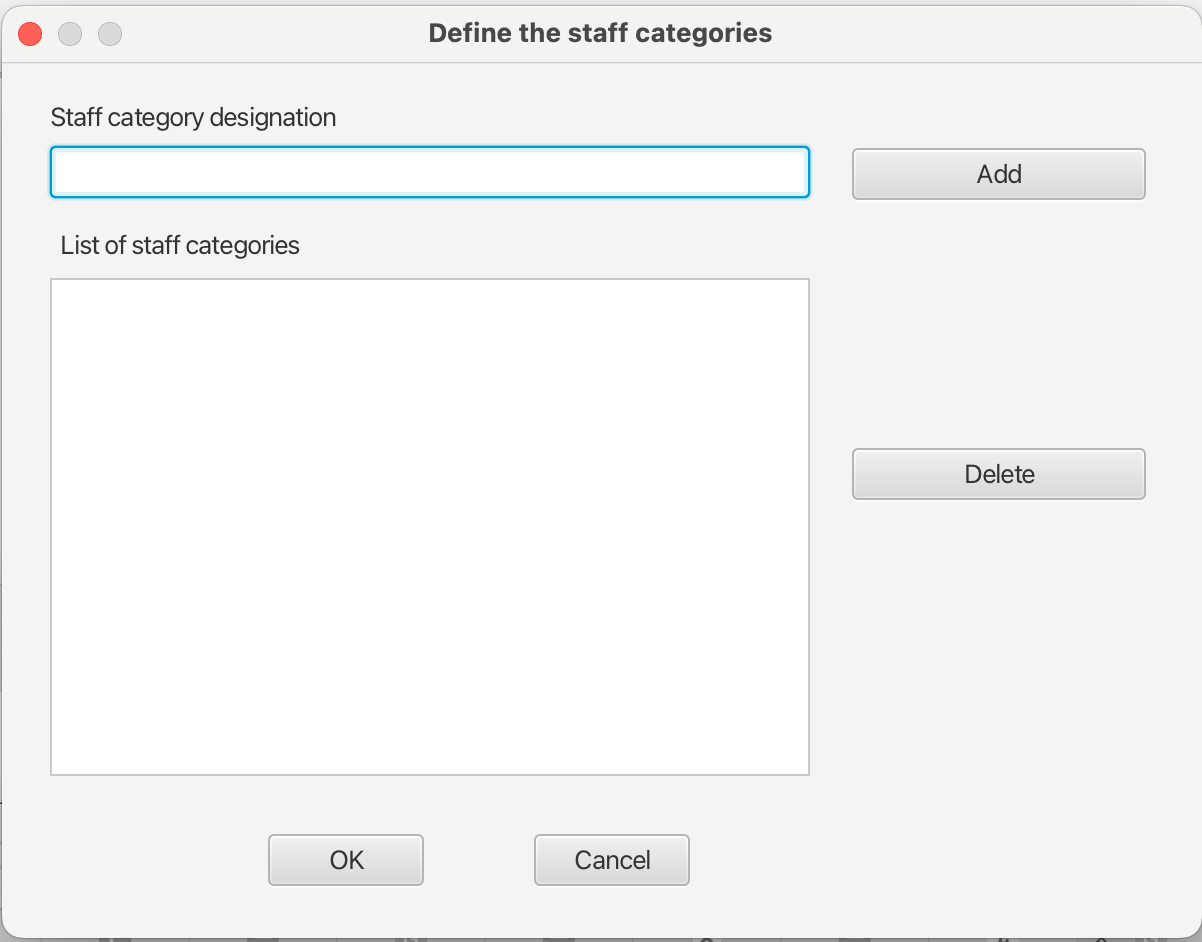 Define the staff categories
Staff category designation
Add
List of staff categories
Delete
OK
Cancel